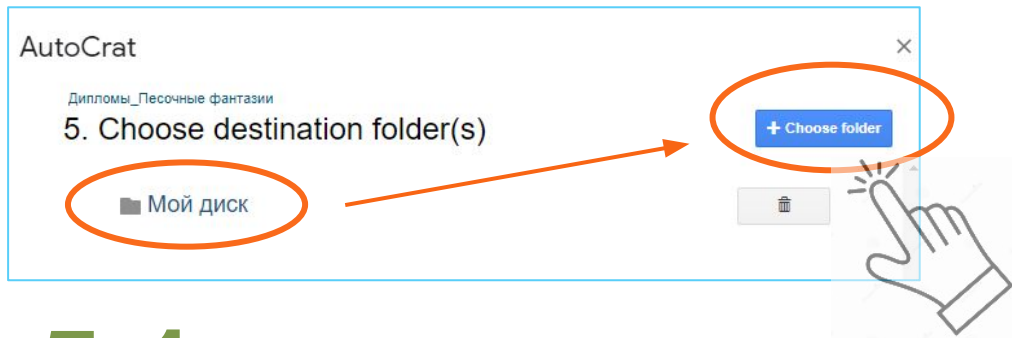 AutoCrat
Дипломы_Песочные фантазии
5. Choose destination folder(s)
+ Choose folder
Мой диск